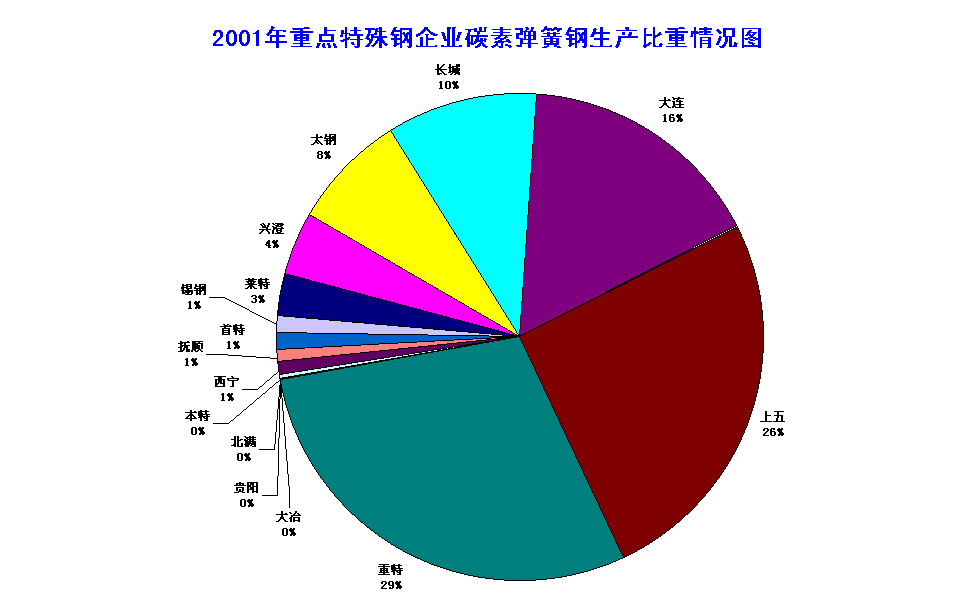 2001年重点特殊钢企业碳素弹簧钢生产比重情况图
长城
10%
大连
16%
太钢
8%
兴澄
4%
莱特
3%
锡钢
1%
首特
1%
抚顺
1%
西宁
1%
本特
0%
北满
0%
贵阳
0%
大冶
0%
上五
26%
重特
29%